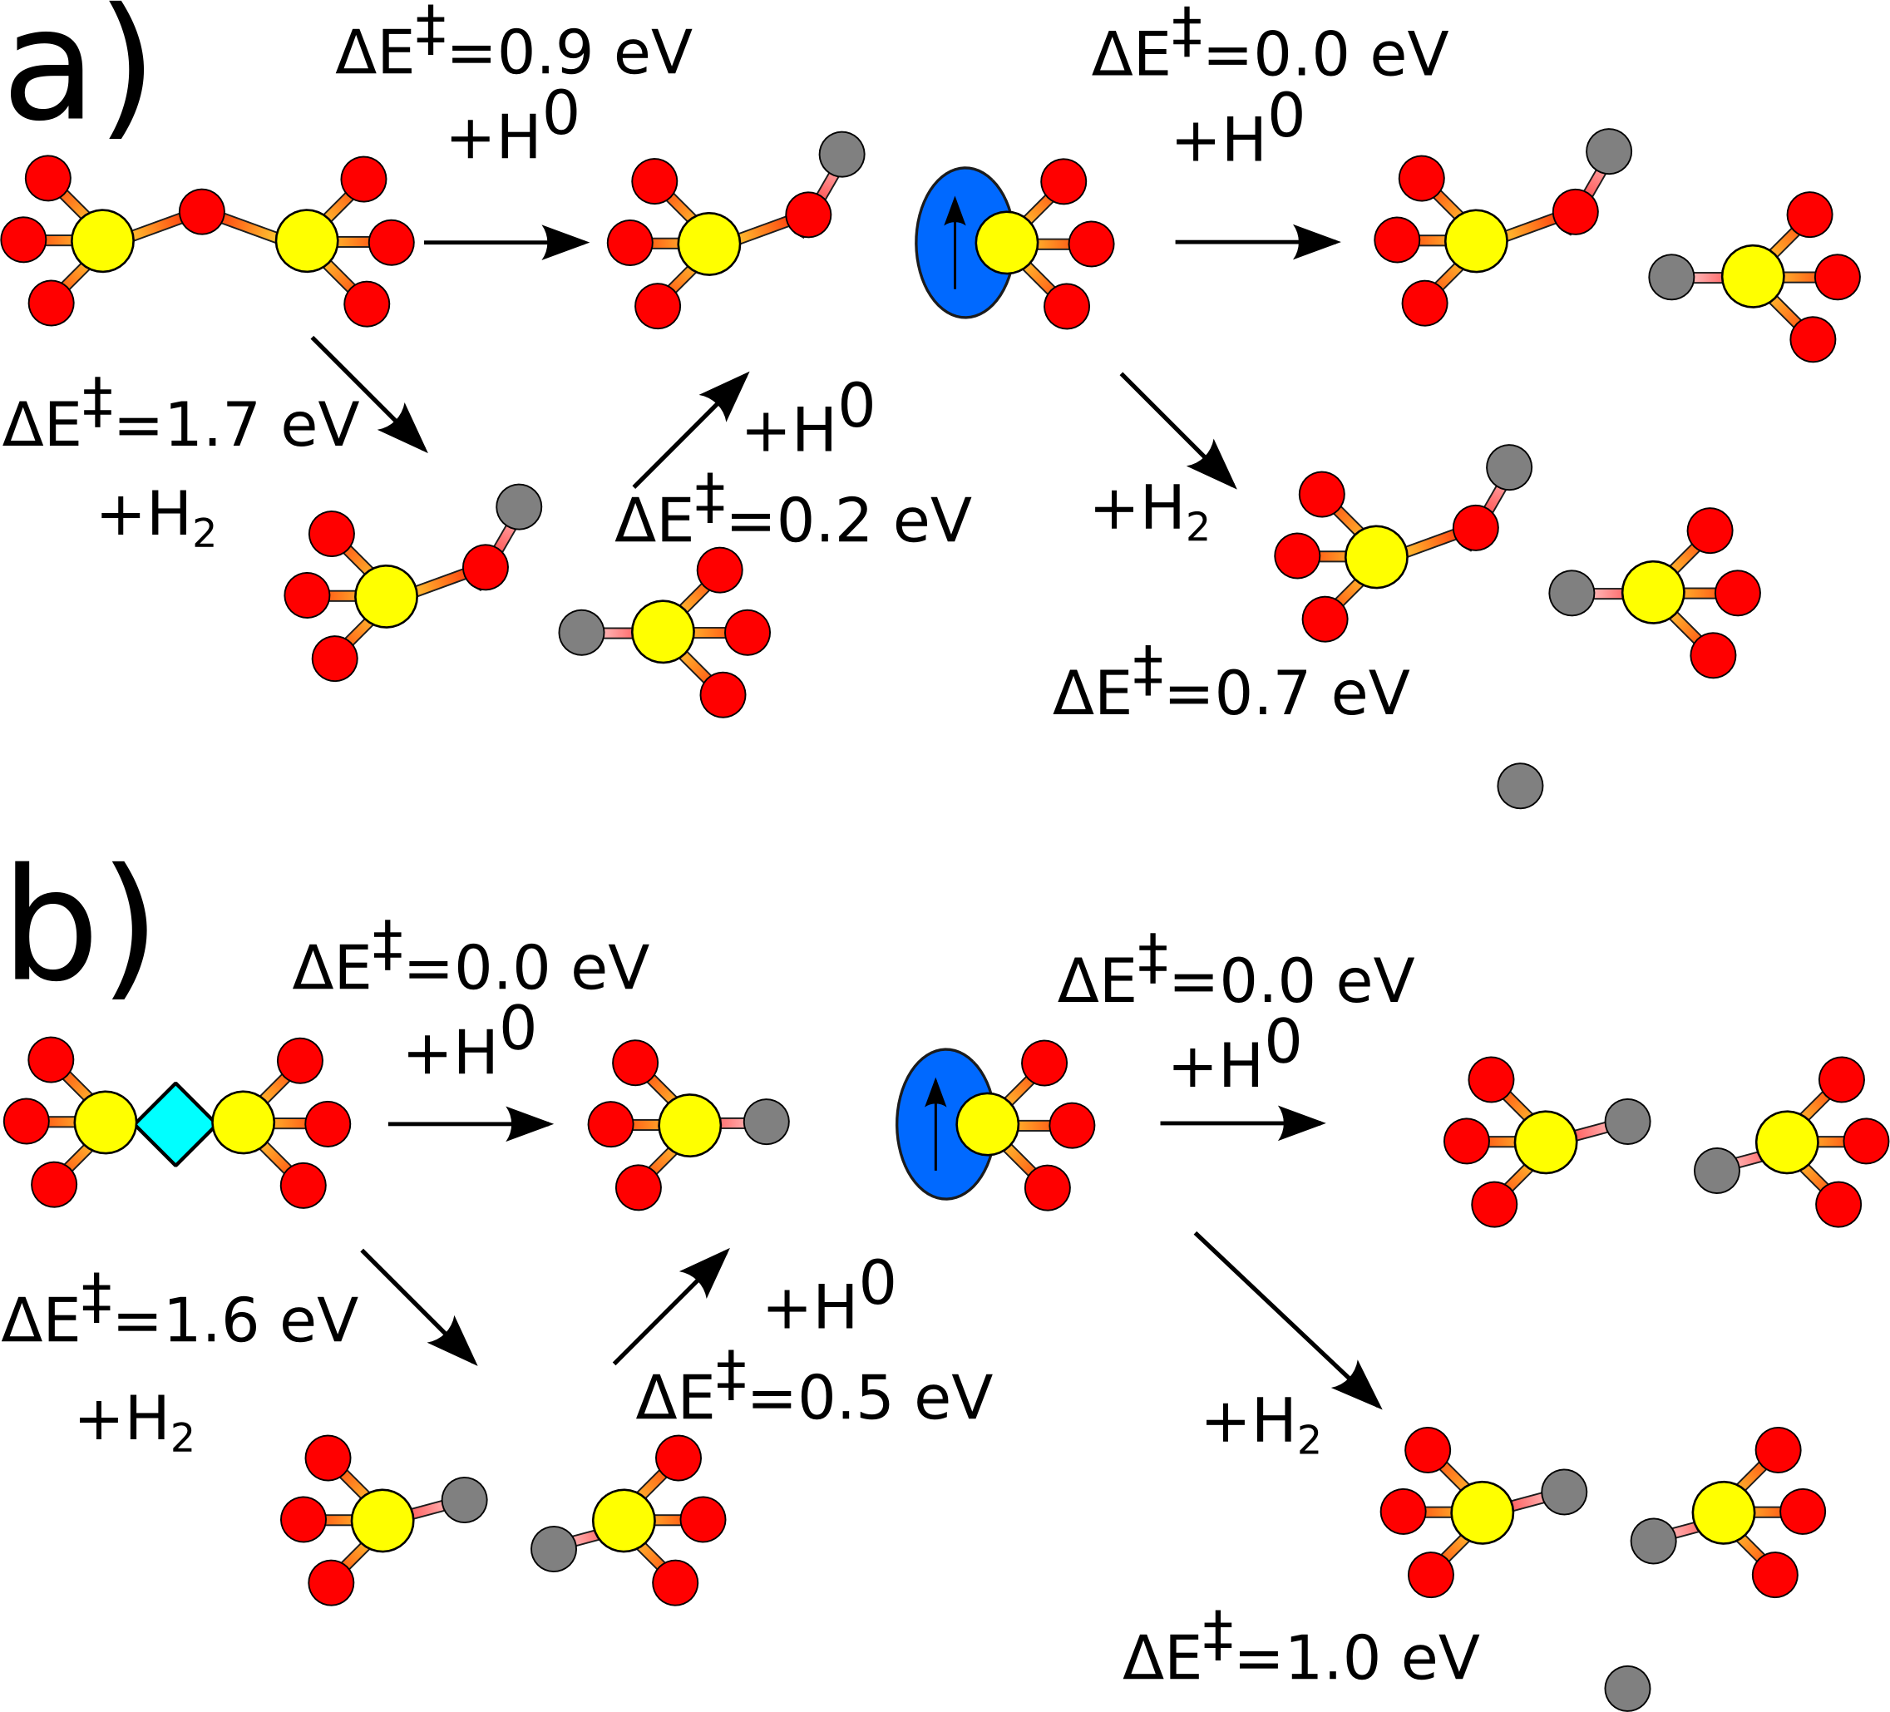 a)
ΔE‡=0.9 eV
+H⁰
ΔE‡=0.0 eV
+H⁰
ΔE‡=1.7 eV
+H₂
+H⁰
ΔE‡=0.2 eV
+H₂
ΔE‡=0.7 eV
b)
ΔE‡=0.0 eV
+H⁰
ΔE‡=0.0 eV
+H⁰
ΔE‡=1.6 eV
+H₂
+H⁰
ΔE‡=0.5 eV
+H₂
ΔE‡=1.0 eV